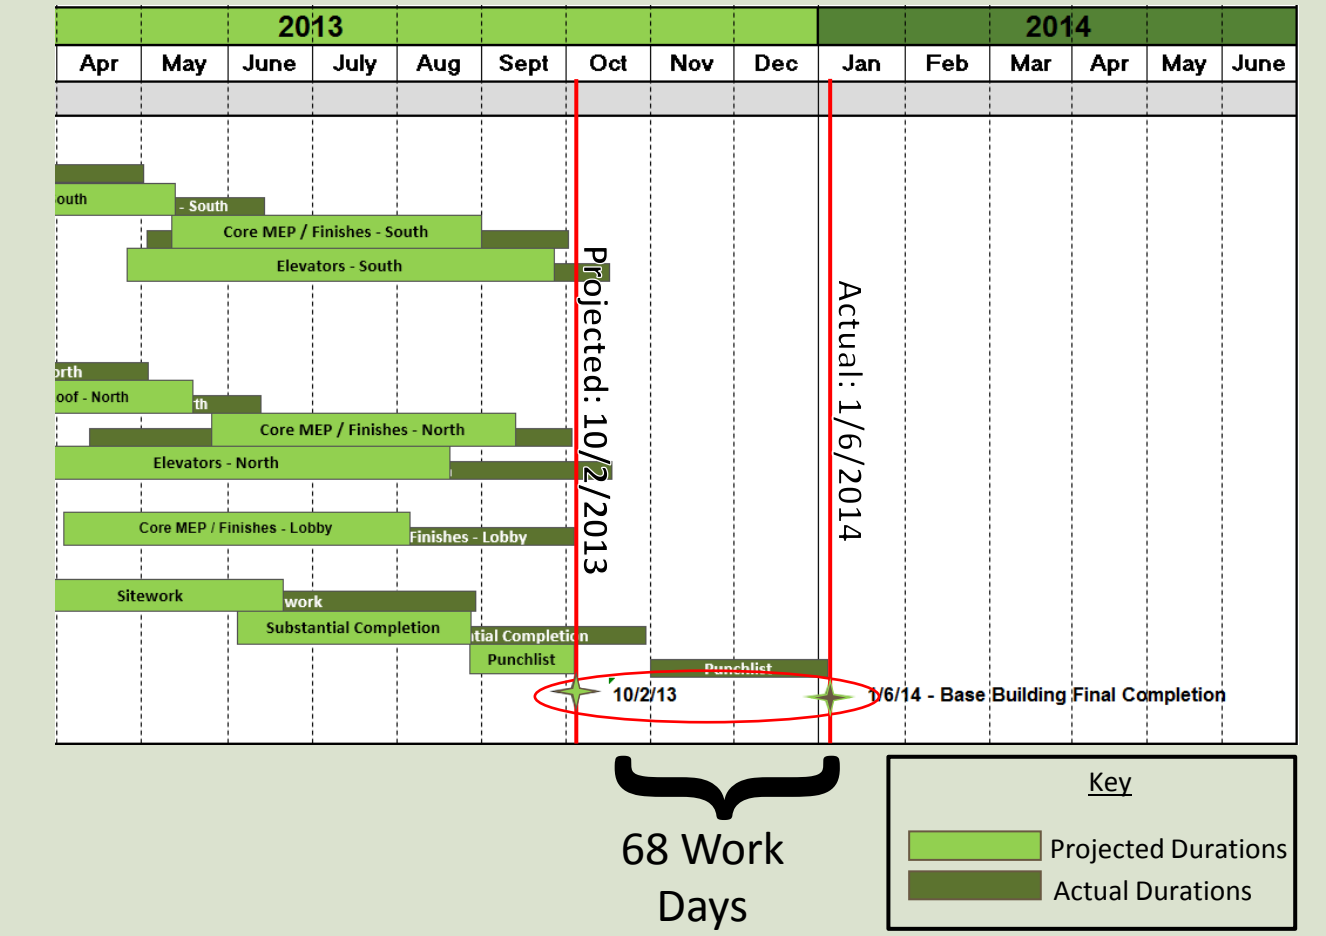 2013 2014
Apr May June July Aug Sept Oct Nov Dec Jan Feb Mar Apr May June
outh
- South
Core MEP / Finishes - South
Elevators - South
Projected: 10/2/2013
Actual: 1/6/2014
orth
oof - North
th
Core MEP / Finishes - North
Elevators - North
Core MEP / Finishes - Lobby
Finishes - Lobby
Sitework
work
Substantial Completion
tial Completion
Punchlist
Punchlist
10/2/13
1/6/14 - Base Building Final Completion
68 Work
Days
Key
Projected Durations
Actual Durations